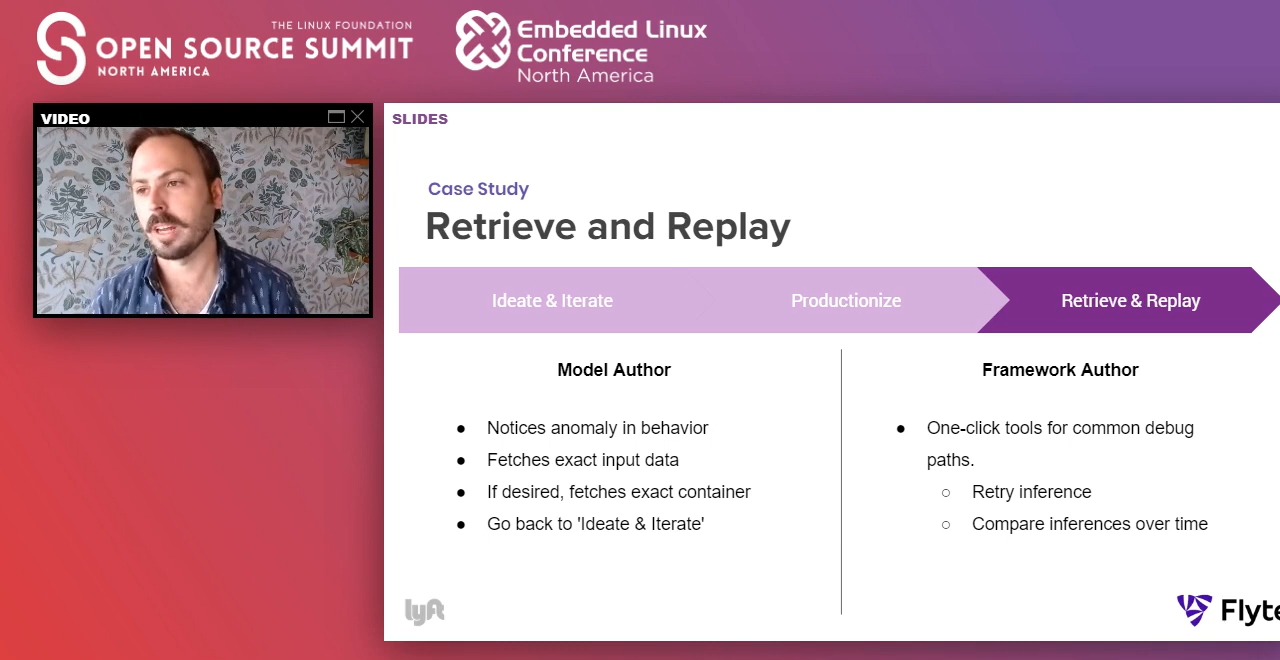 THE LINUX FOUNDATION
OPEN SOURCE SUMMIT
NORTH AMERICA
Embedded Linux
Conference
North America
VIDEO
SLIDES
Case Study
Retrieve and Replay
Ideate & Iterate
Productionize
Retrieve & Replay
Model Author
● Notices anomaly in behavior
● Fetches exact input data
● If desired, fetches exact container
● Go back to 'Ideate & Iterate'
Framework Author
● One-click tools for common debug
paths.
○ Retry inference
○ Compare inferences over time
lyft
Flyte